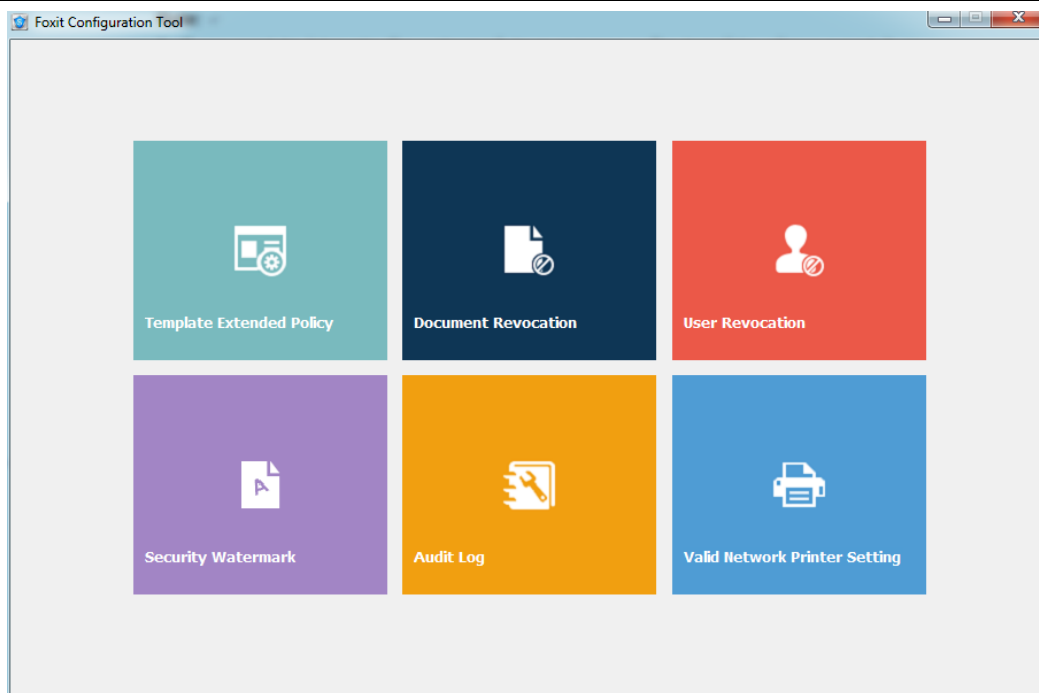 Foxit Configuration Tool
Template Extended Policy
Document Revocation
User Revocation
Security Watermark
Audit Log
Valid Network Printer Setting